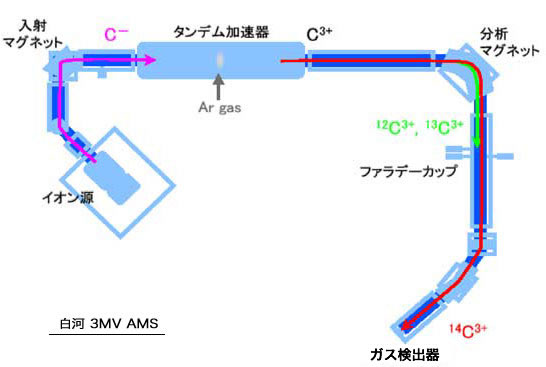 入射
マグネット
C−
タンデム加速器
C3+
分析
マグネット
Ar gas
12C3+, 13C3+
ファラデーカップ
イオン源
白河 3MV AMS
14C3+
ガス検出器